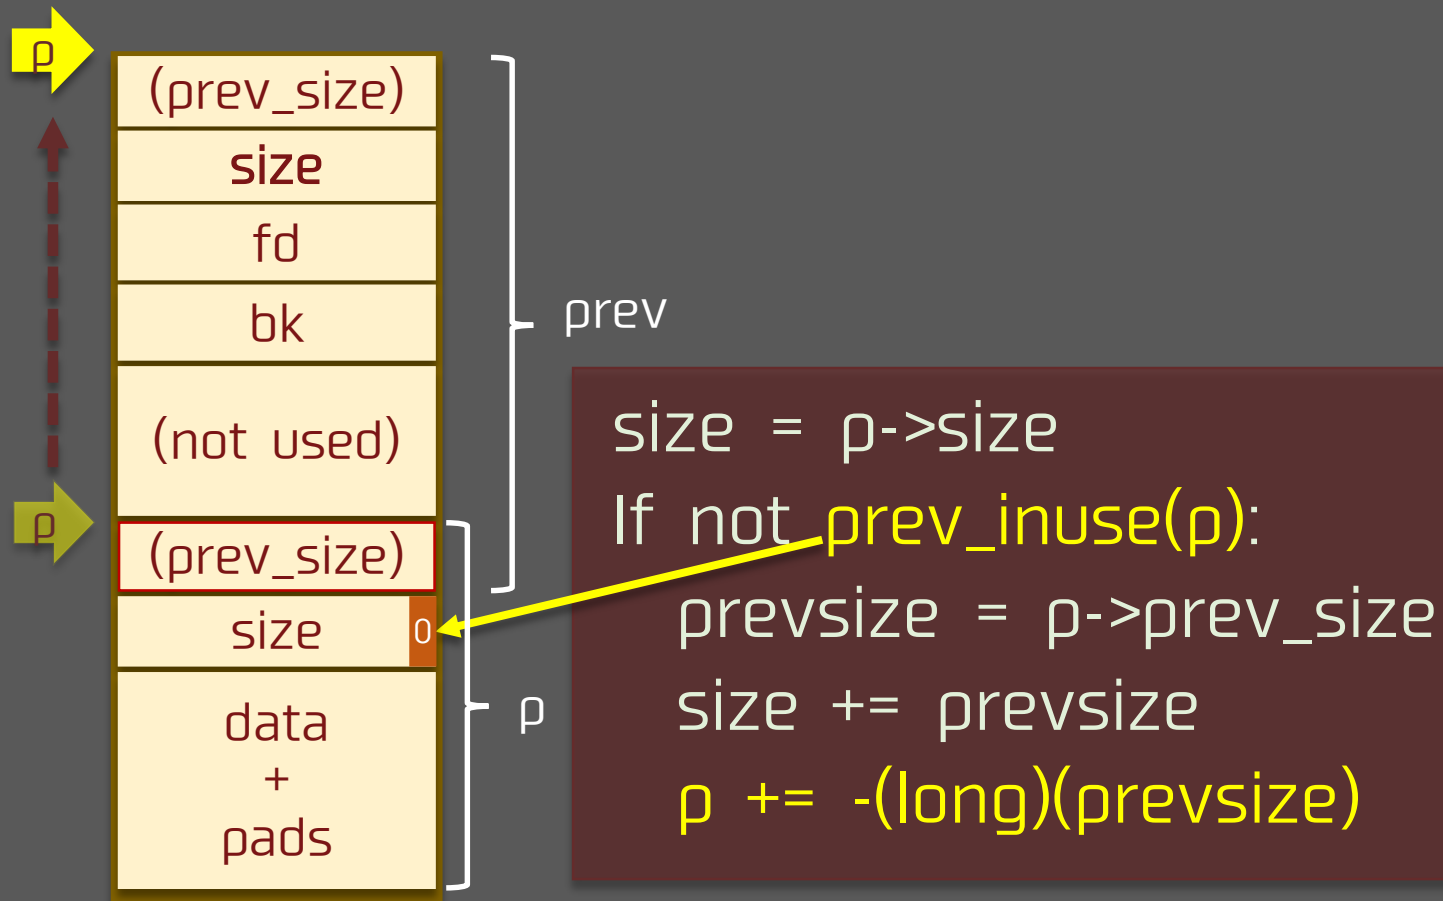 p
(prev_size)
size
fd
bk
(not used)
prev
p
(prev_size)
size 0
data
+
pads
p
size = p->size
If not prev_inuse(p):
prevsize = p->prev_size
size += prevsize
p += -(long)(prevsize)